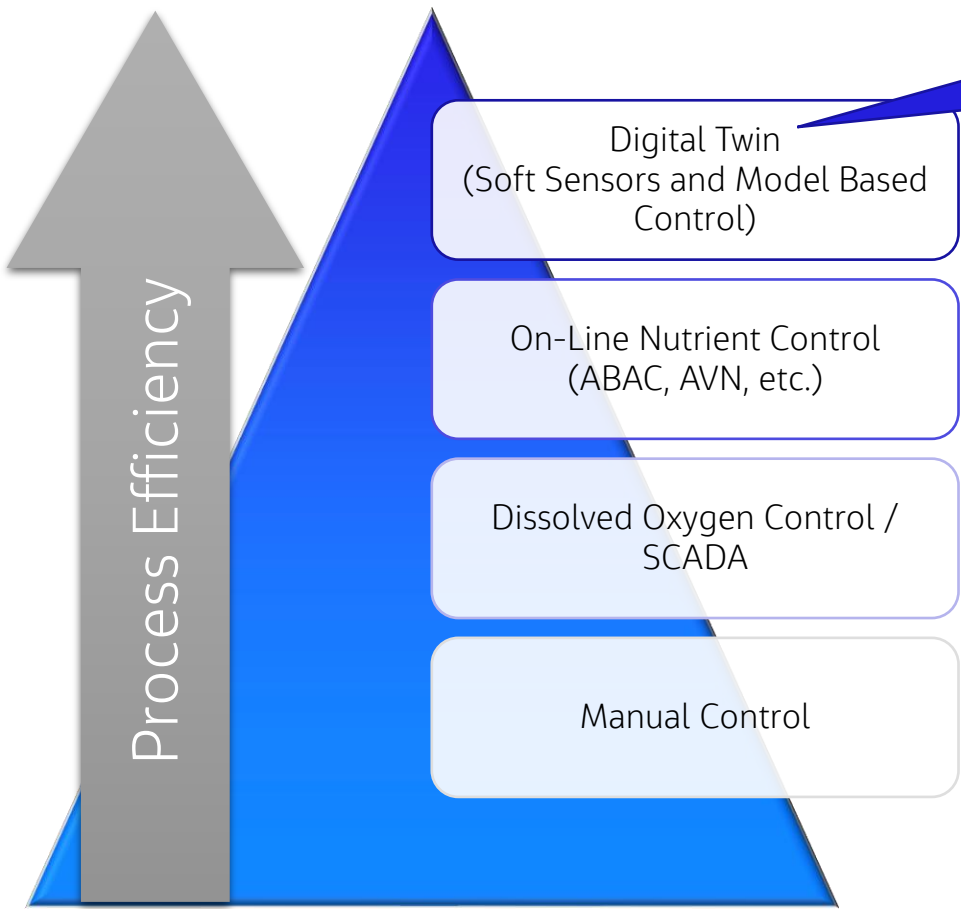 Process Efficiency
Digital Twin
(Soft Sensors and Model Based
Control)
On-Line Nutrient Control
(ABAC, AVN, etc.)
Dissolved Oxygen Control /
SCADA
Manual Control